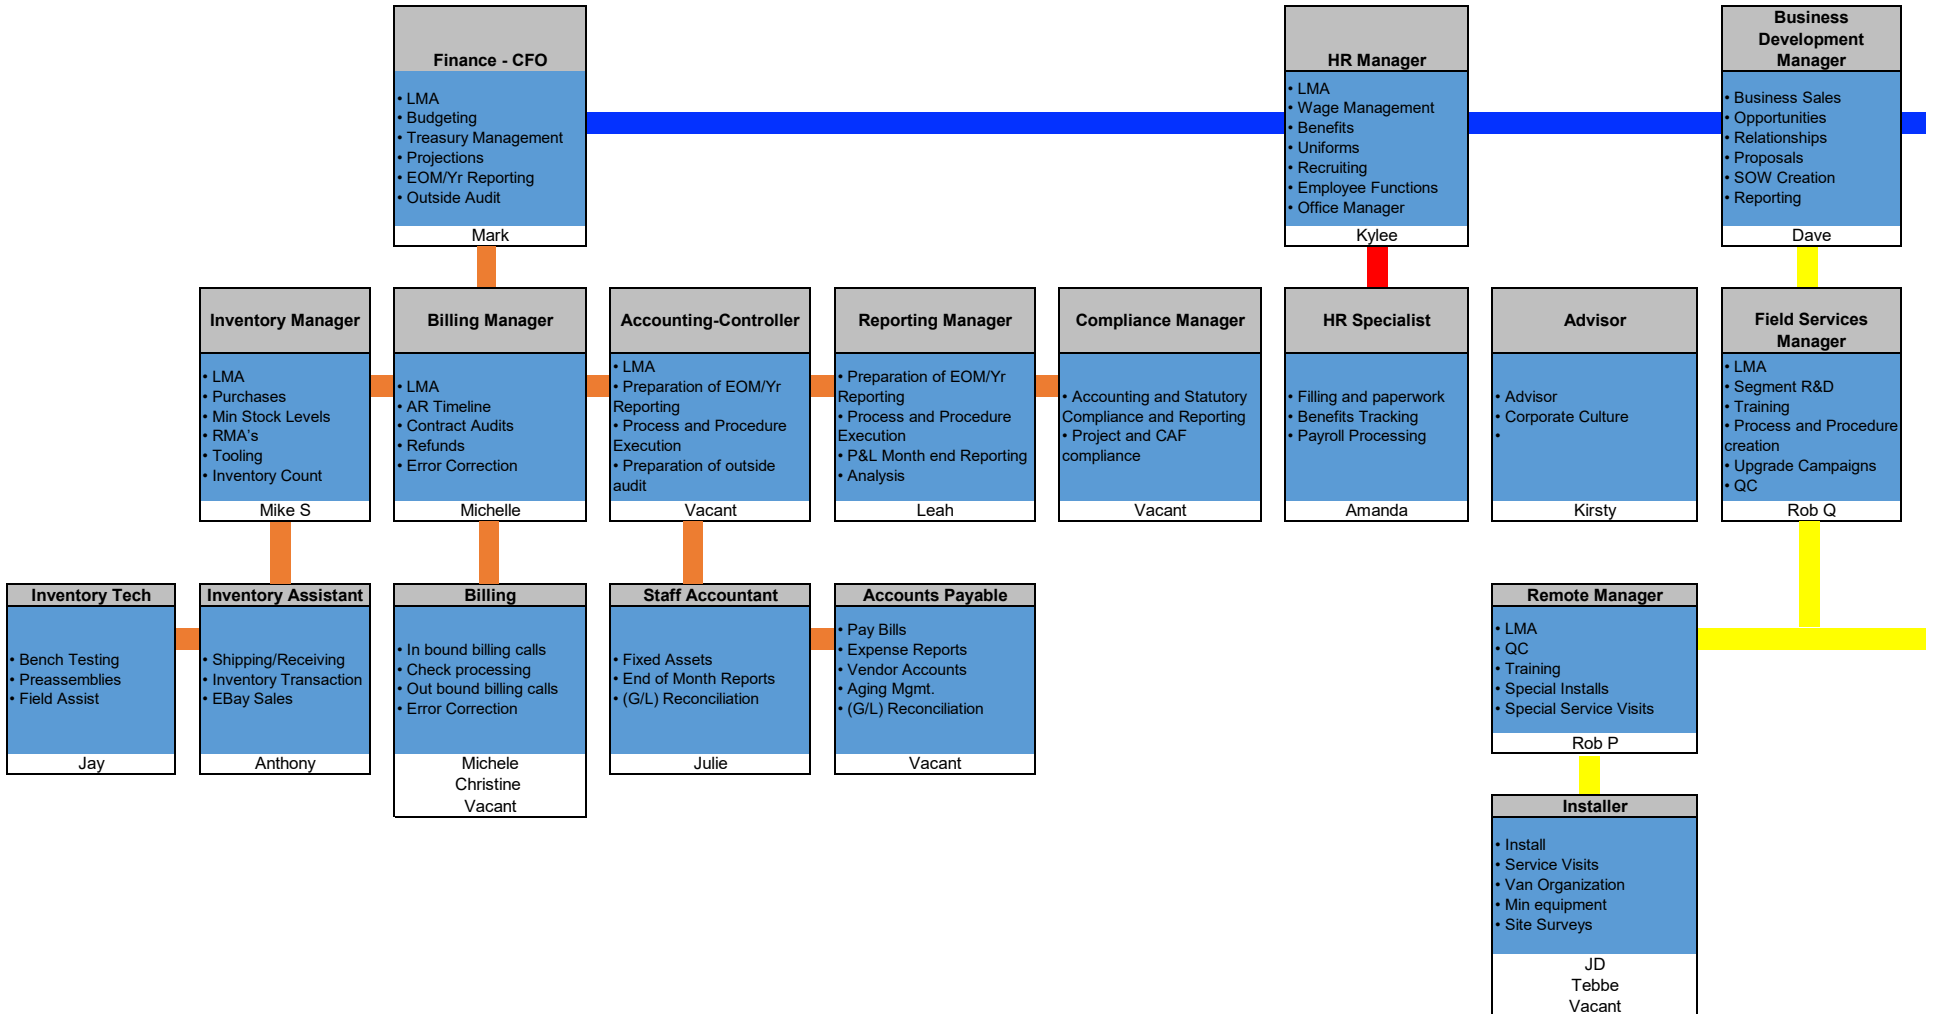 Finance - CFO
• LMA
• Budgeting
• Treasury Management
• Projections
• EOM/Yr Reporting
• Outside Audit
Mark
HR Manager
• LMA
• Wage Management
• Benefits
• Uniforms
• Recruiting
• Employee Functions
• Office Manager
Kylee
Business
Development
Manager
• Business Sales
• Opportunities
• Relationships
• Proposals
• SOW Creation
• Reporting
Dave
Inventory Manager
• LMA
• Purchases
• Min Stock Levels
• RMA's
• Tooling
• Inventory Count
Mike S
Billing Manager
• LMA
• AR Timeline
• Contract Audits
• Refunds
• Error Correction
Michelle
Accounting-Controller
• LMA
• Preparation of EOM/Yr
Reporting
• Process and Procedure
Execution
• Preparation of outside
audit
Vacant
Reporting Manager
• Preparation of EOM/Yr
Reporting
• Process and Procedure
Execution
• P&L Month end Reporting
• Analysis
Leah
Compliance Manager
• Accounting and Statutory
Compliance and Reporting
• Project and CAF
compliance
Vacant
HR Specialist
• Filling and paperwork
• Benefits Tracking
• Payroll Processing
Amanda
Advisor
• Advisor
• Corporate Culture
•
Kirsty
Field Services
Manager
• LMA
• Segment R&D
• Training
• Process and Procedure
creation
• Upgrade Campaigns
• QC
Rob Q
Inventory Tech
• Bench Testing
• Preassemblies
• Field Assist
Jay
Inventory Assistant
• Shipping/Receiving
• Inventory Transaction
• EBay Sales
Anthony
Billing
• In bound billing calls
• Check processing
• Out bound billing calls
• Error Correction
Michele
Christine
Vacant
Staff Accountant
• Fixed Assets
• End of Month Reports
• (G/L) Reconciliation
Julie
Accounts Payable
• Pay Bills
• Expense Reports
• Vendor Accounts
• Aging Mgmt.
• (G/L) Reconciliation
Vacant
Remote Manager
• LMA
• QC
• Training
• Special Installs
• Special Service Visits
Rob P
Installer
• Install
• Service Visits
• Van Organization
• Min equipment
• Site Surveys
JD
Tebbe
Vacant